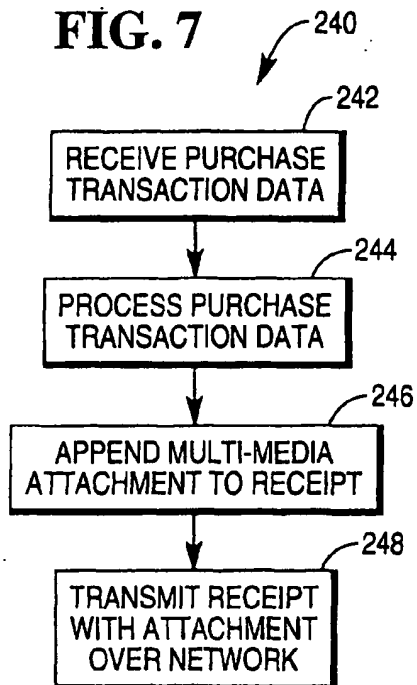 FIG. 7
240
242
RECEIVE PURCHASE
TRANSACTION DATA
244
PROCESS PURCHASE
TRANSACTION DATA
246
APPEND MULTI-MEDIA
ATTACHMENT TO RECEIPT
248
TRANSMIT RECEIPT
WITH ATTACHMENT
OVER NETWORK